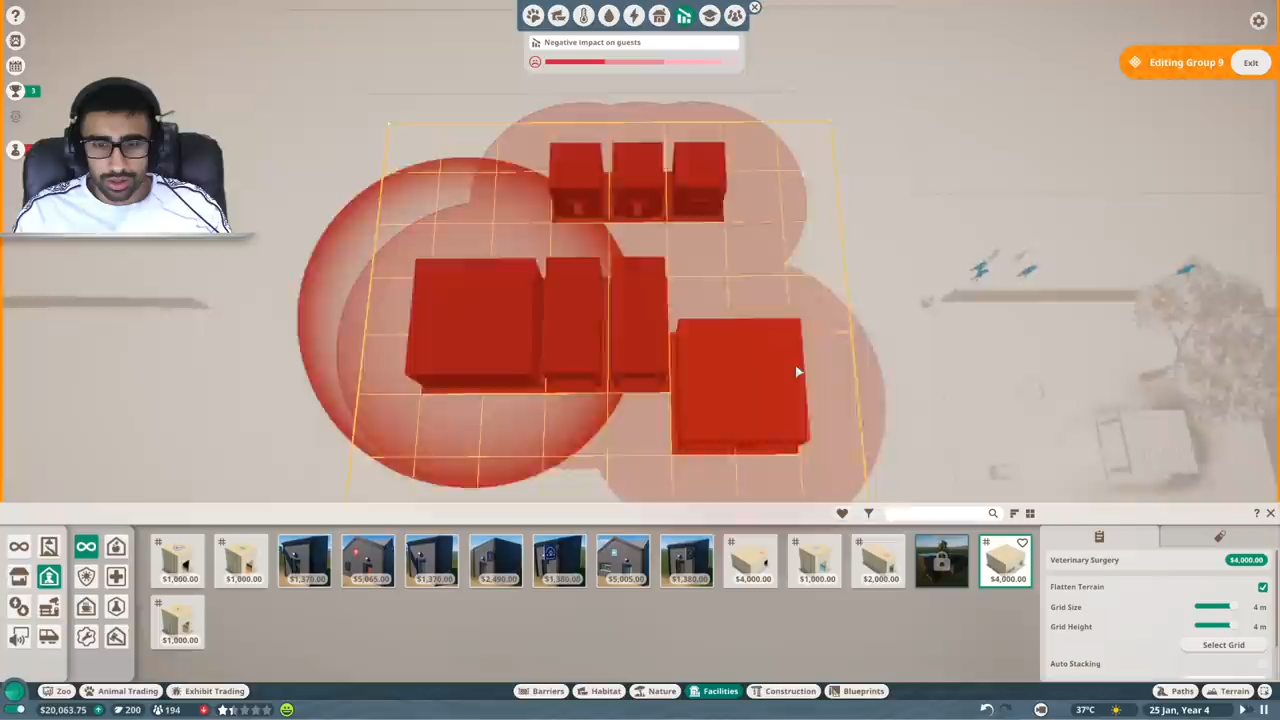 ?
Negative impact on guests
Editing Group 9
Exit
3
?
# $1,000.00
# $1,000.00
$1,370.00
$5,065.00
$1,370.00
$2,490.00
$1,380.00
$5,005.00
$1,380.00
# $4,000.00
# $1,000.00
# $2,000.00
# $4,000.00
# $1,000.00
Veterinary Surgery
$4,000.00
Flatten Terrain
Grid Size
4 m
Grid Height
4 m
Select Grid
Auto Stacking
Zoo
Animal Trading
Exhibit Trading
Barriers
Habitat
Nature
Facilities
Construction
Blueprints
Paths
Terrain
$20,063.75
200
194
37°C
25 Jan, Year 4